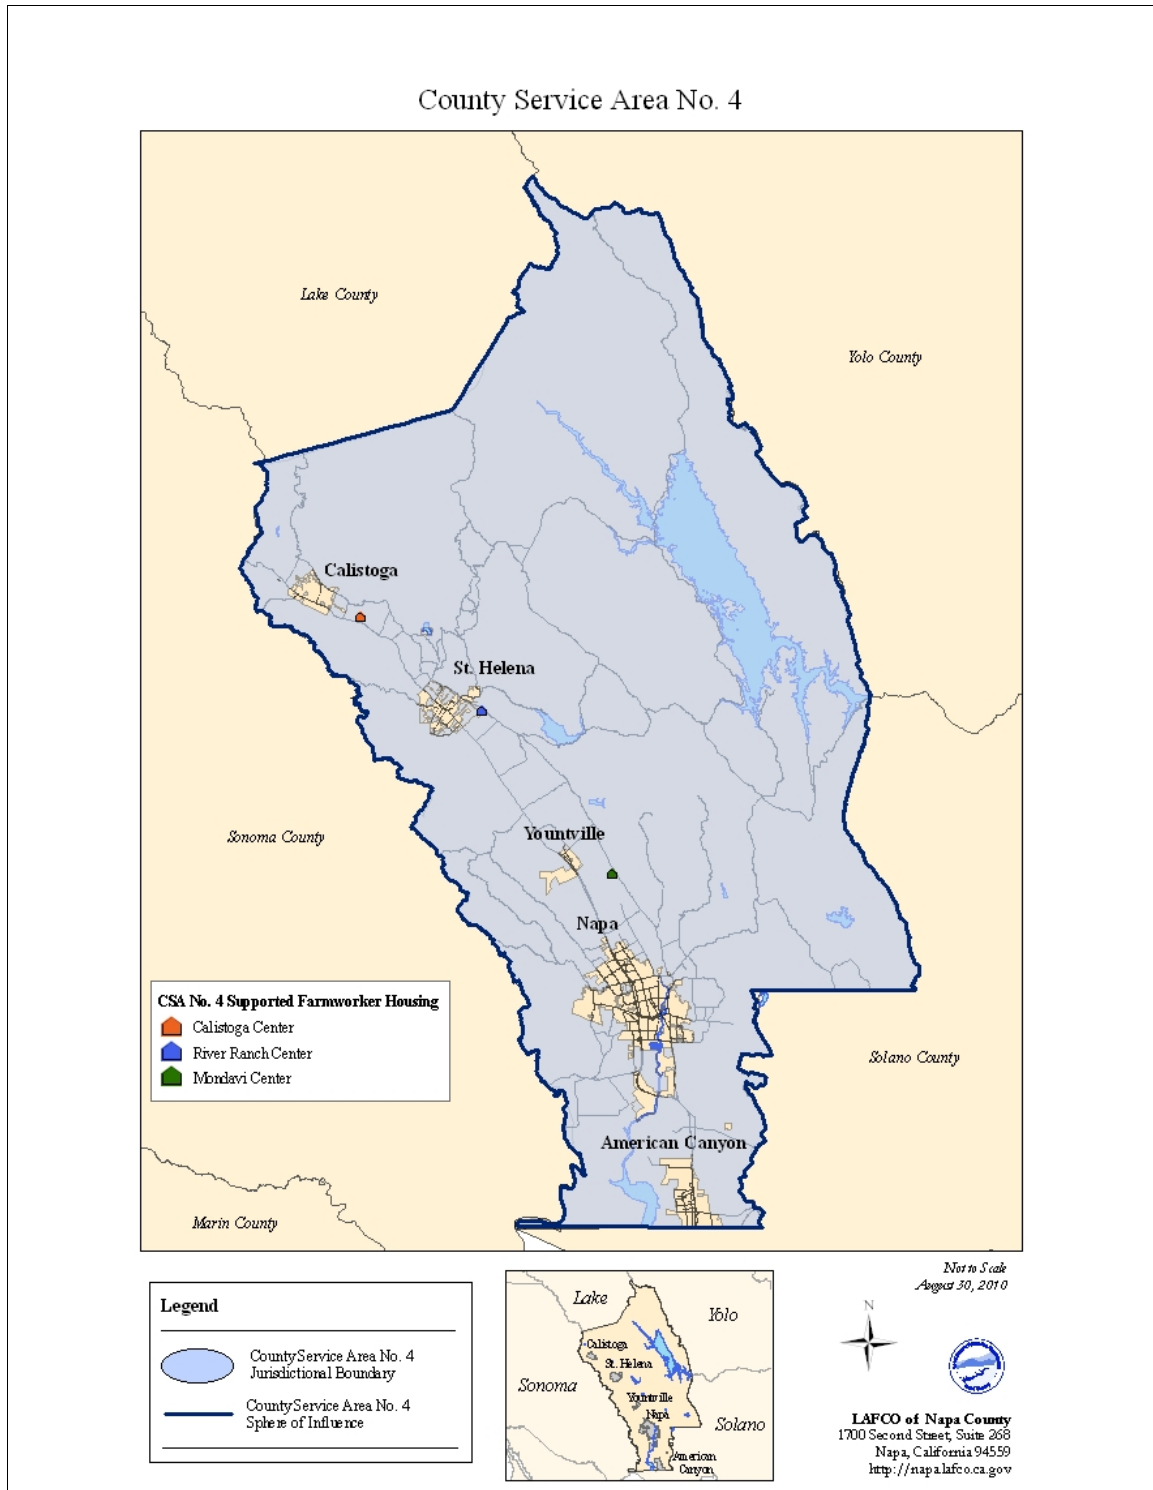 County Service Area No. 4
Lake County
Yolo County
Calistoga
St. Helena
Sonoma County
Yountville
Napa
CSA No. 4 Supported Farmworker Housing
Calistoga Center
River Ranch Center
Mondavi Center
Solano County
American Canyon
Marin County
Not to Scale
August 30, 2010
Legend
County Service Area No. 4
Jurisdictional Boundary
County Service Area No. 4
Sphere of Influence
Lake
Yolo
Calistoga
St. Helena
Sonoma
Yountville
Napa
Solano
American
Canyon
N
LAFCO of Napa County
1700 Second Street, Suite 268
Napa, California 94559
http://napa.lafco.ca.gov